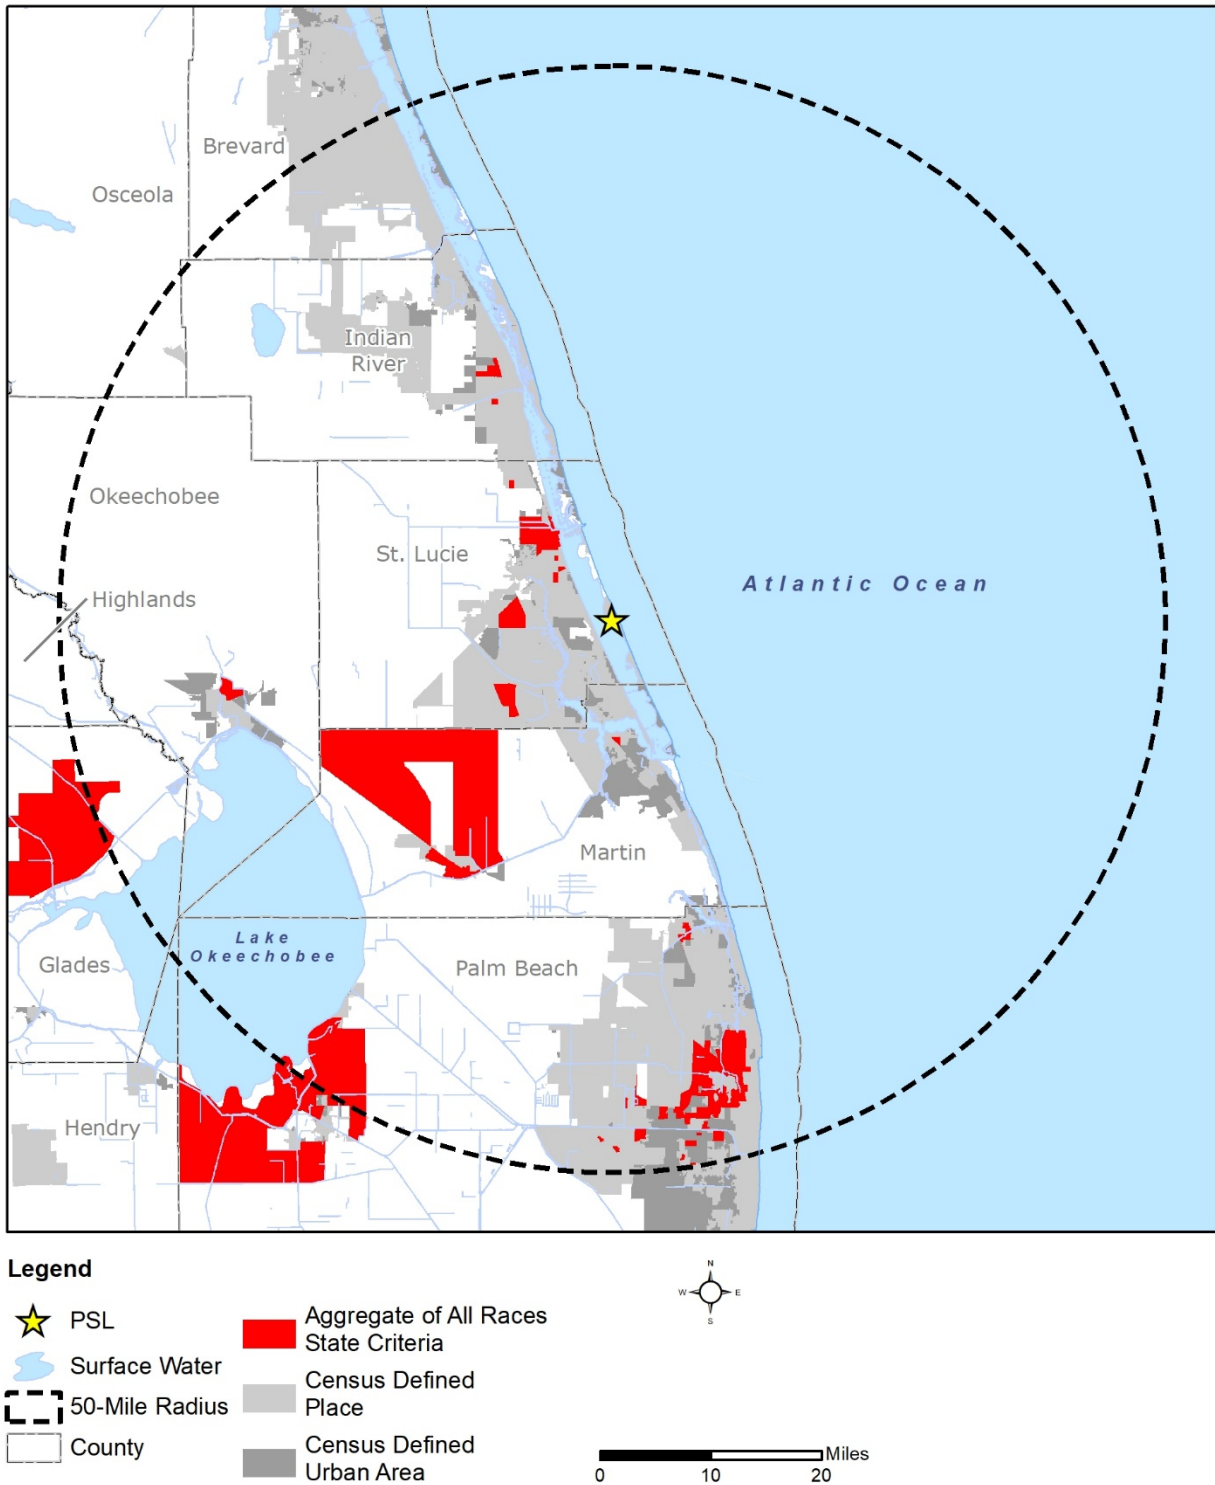 Brevard
Osceola
Indian
River
Okeechobee
St. Lucie
Atlantic Ocean
Highlands
Martin
Lake
Okeechobee
Glades
Palm Beach
Hendry
Legend
PSL
Surface Water
50-Mile Radius
County
Aggregate of All Races
State Criteria
Census Defined
Place
Census Defined
Urban Area
N
W
E
S
Miles
0
10
20